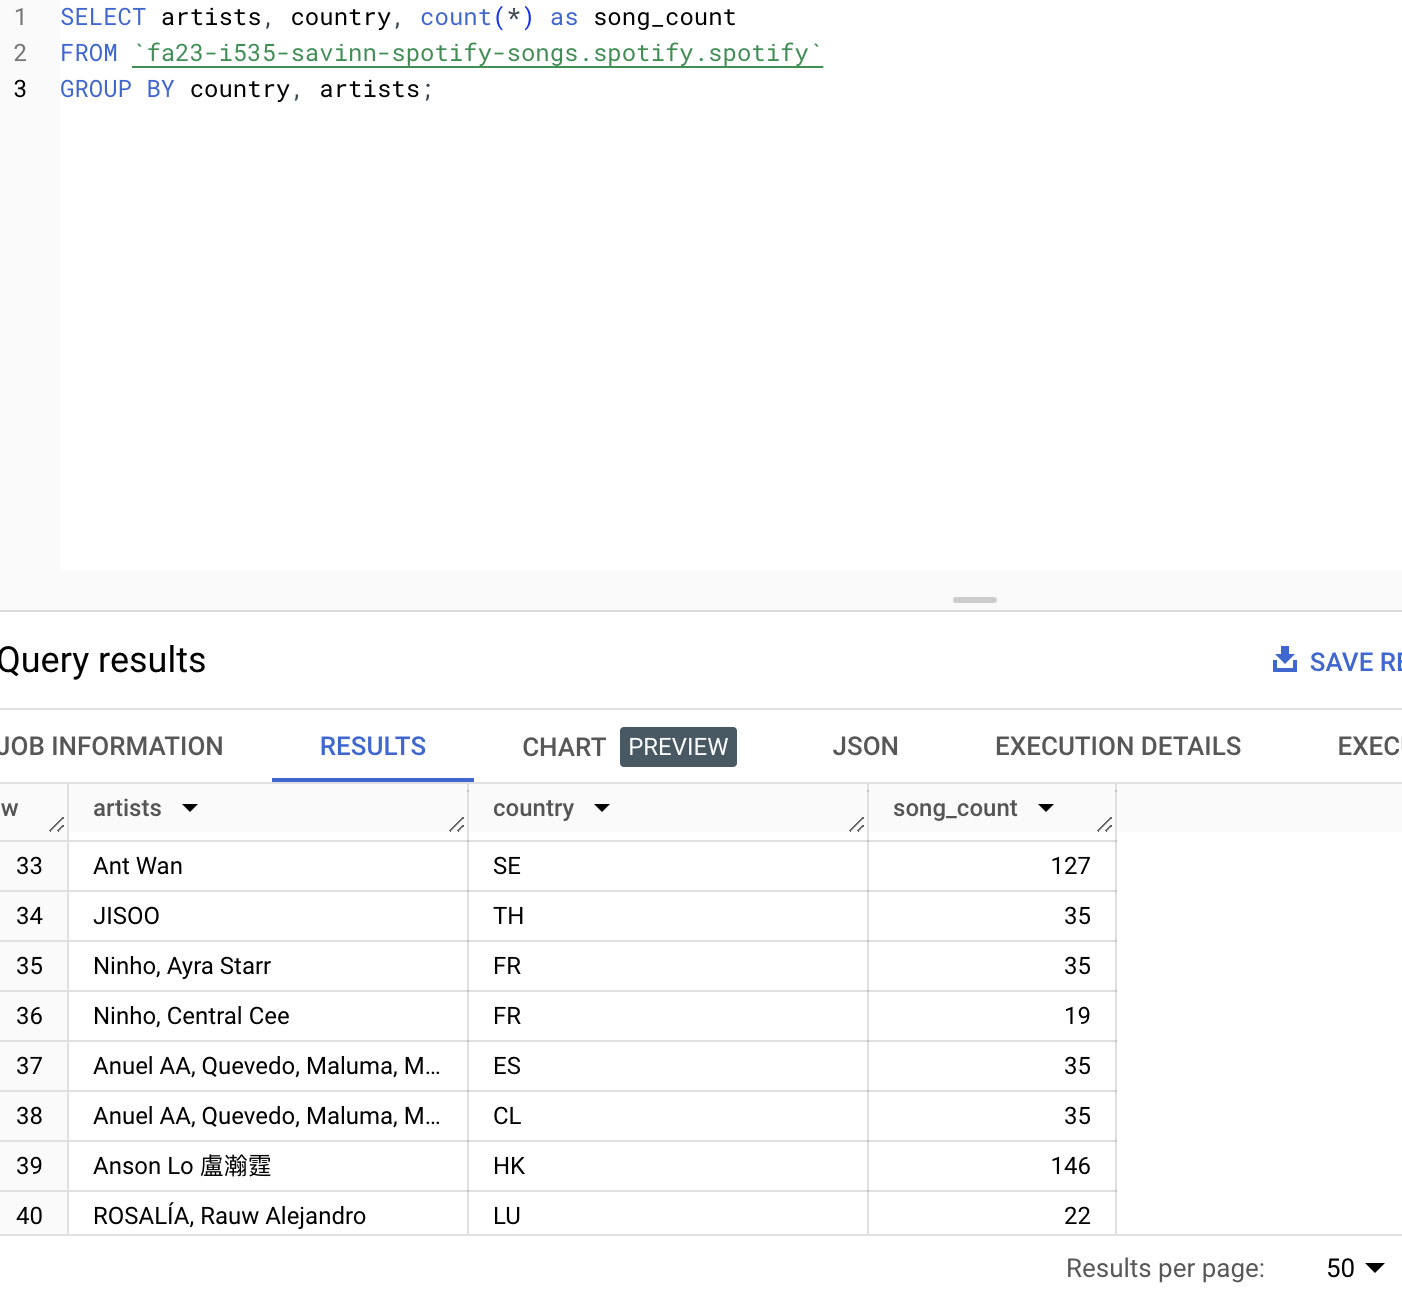 1 SELECT artists, country, count(*) as song_count
2 FROM `fa23-i535-savinn-spotify-songs.spotify.spotify`
3 GROUP BY country, artists;
Query results
SAVE RE
JOB INFORMATION RESULTS CHART PREVIEW JSON EXECUTION DETAILS EXEC
w artists country song_count
33 Ant Wan SE 127
34 JISOO TH 35
35 Ninho, Ayra Starr FR 35
36 Ninho, Central Cee FR 19
37 Anuel AA, Quevedo, Maluma, M... ES 35
38 Anuel AA, Quevedo, Maluma, M... CL 35
39 Anson Lo 盧瀚霆 HK 146
40 ROSALÍA, Rauw Alejandro LU 22
Results per page: 50